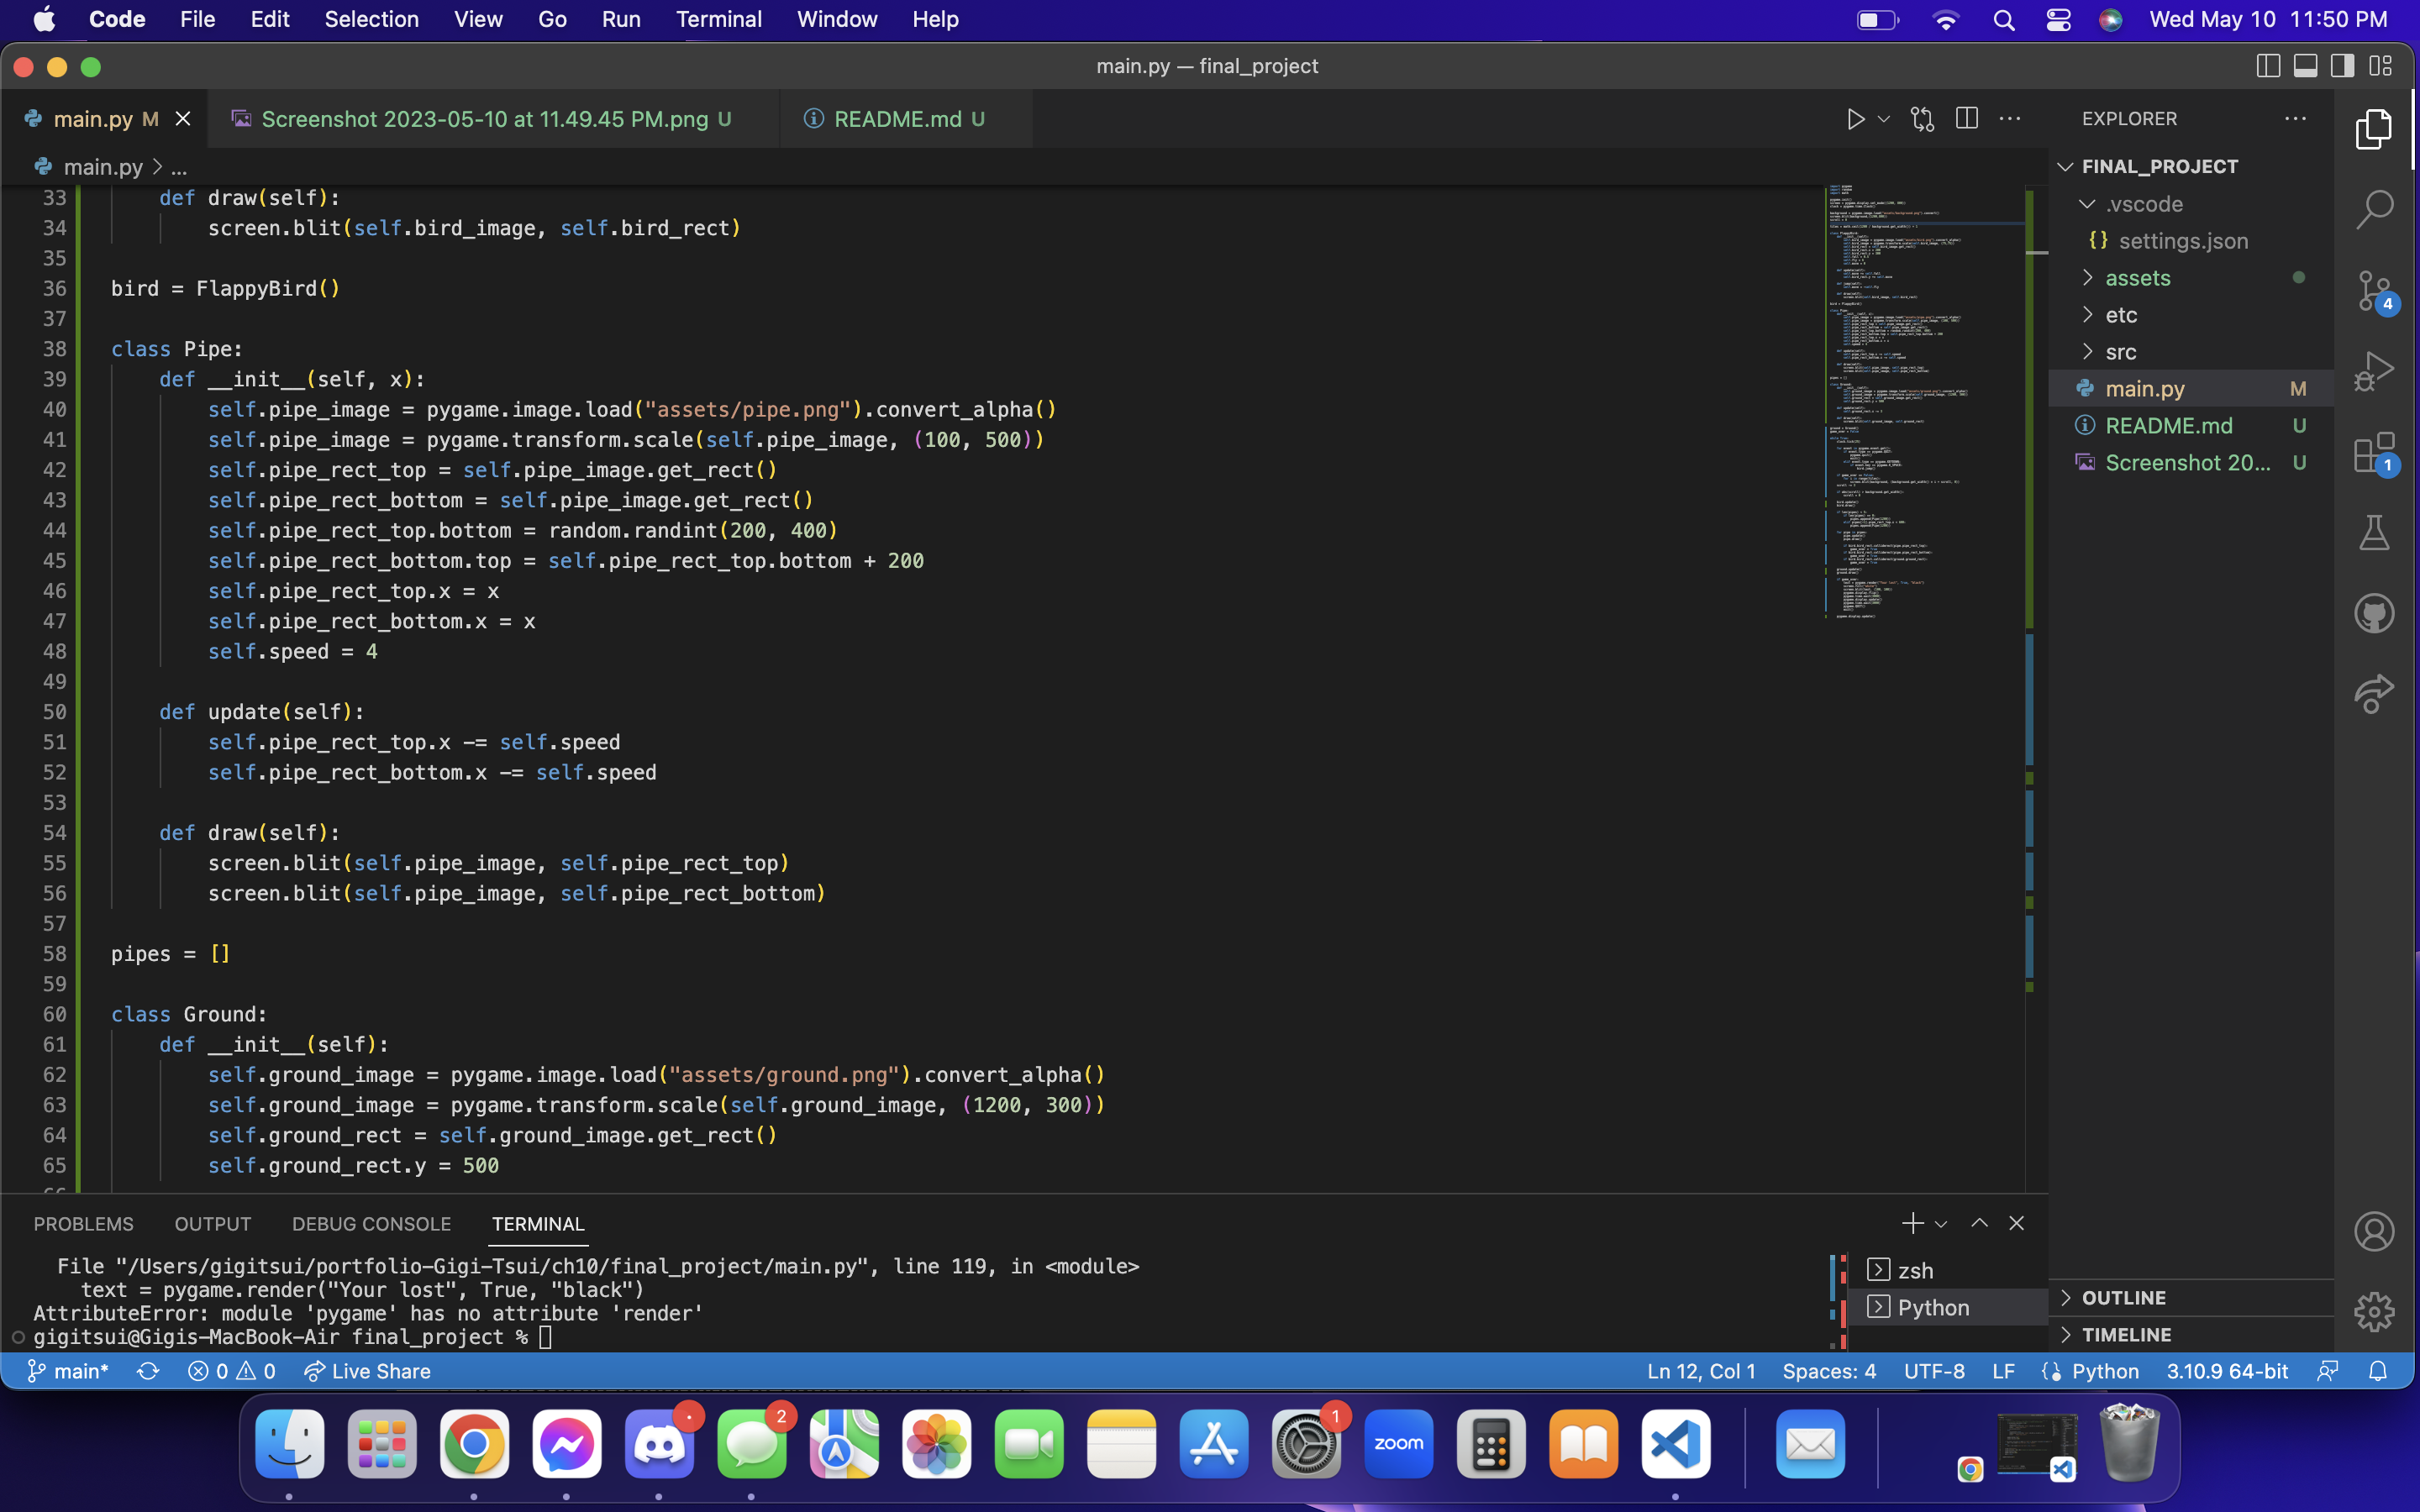 Code File Edit Selection View Go Run Terminal Window Help Wed May 10 11:50 PM
main.py — final_project
main.py M Screenshot 2023-05-10 at 11.49.45 PM.png U README.md U
main.py > ...
33 def draw(self):
34 screen.blit(self.bird_image, self.bird_rect)
35
36 bird = FlappyBird()
37
38 class Pipe:
39 def __init__(self, x):
40 self.pipe_image = pygame.image.load("assets/pipe.png").convert_alpha()
41 self.pipe_image = pygame.transform.scale(self.pipe_image, (100, 500))
42 self.pipe_rect_top = self.pipe_image.get_rect()
43 self.pipe_rect_bottom = self.pipe_image.get_rect()
44 self.pipe_rect_top.bottom = random.randint(200, 400)
45 self.pipe_rect_bottom.top = self.pipe_rect_top.bottom + 200
46 self.pipe_rect_top.x = x
47 self.pipe_rect_bottom.x = x
48 self.speed = 4
49
50 def update(self):
51 self.pipe_rect_top.x -= self.speed
52 self.pipe_rect_bottom.x -= self.speed
53
54 def draw(self):
55 screen.blit(self.pipe_image, self.pipe_rect_top)
56 screen.blit(self.pipe_image, self.pipe_rect_bottom)
57
58 pipes = []
59
60 class Ground:
61 def __init__(self):
62 self.ground_image = pygame.image.load("assets/ground.png").convert_alpha()
63 self.ground_image = pygame.transform.scale(self.ground_image, (1200, 300))
64 self.ground_rect = self.ground_image.get_rect()
65 self.ground_rect.y = 500
EXPLORER
FINAL_PROJECT
.vscode
{} settings.json
assets
etc
src
main.py M
README.md U
Screenshot 20... U
OUTLINE
TIMELINE
4
1
PROBLEMS OUTPUT DEBUG CONSOLE TERMINAL
File "/Users/gigitsui/portfolio-Gigi-Tsui/ch10/final_project/main.py", line 119, in <module>
text = pygame.render("Your lost", True, "black")
AttributeError: module 'pygame' has no attribute 'render'
gigitsui@Gigis-MacBook-Air final_project %
zsh
Python
main* 0 0 Live Share Ln 12, Col 1 Spaces: 4 UTF-8 LF {} Python 3.10.9 64-bit
2
1
zoom